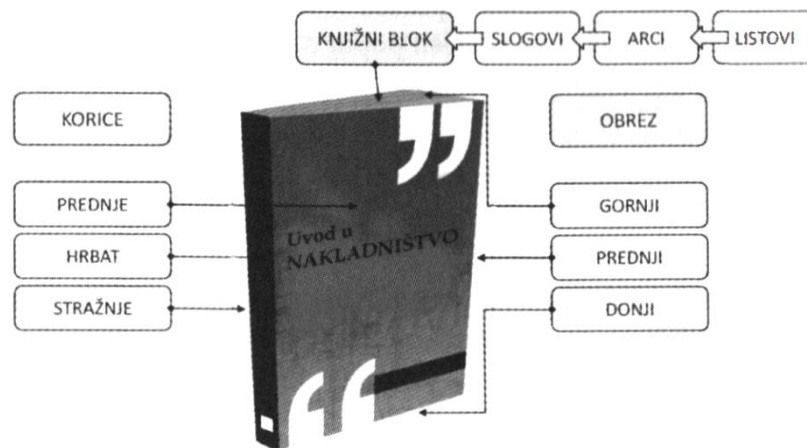 KNJIŽNI BLOK
SLOGOVI
ARCI
LISTOVI
KORICE
OBREZ
PREDNJE
HRBAT
STRAŽNJE
GORNJI
PREDNJI
DONJI
Uvod u
NAKLADNIŠTVO